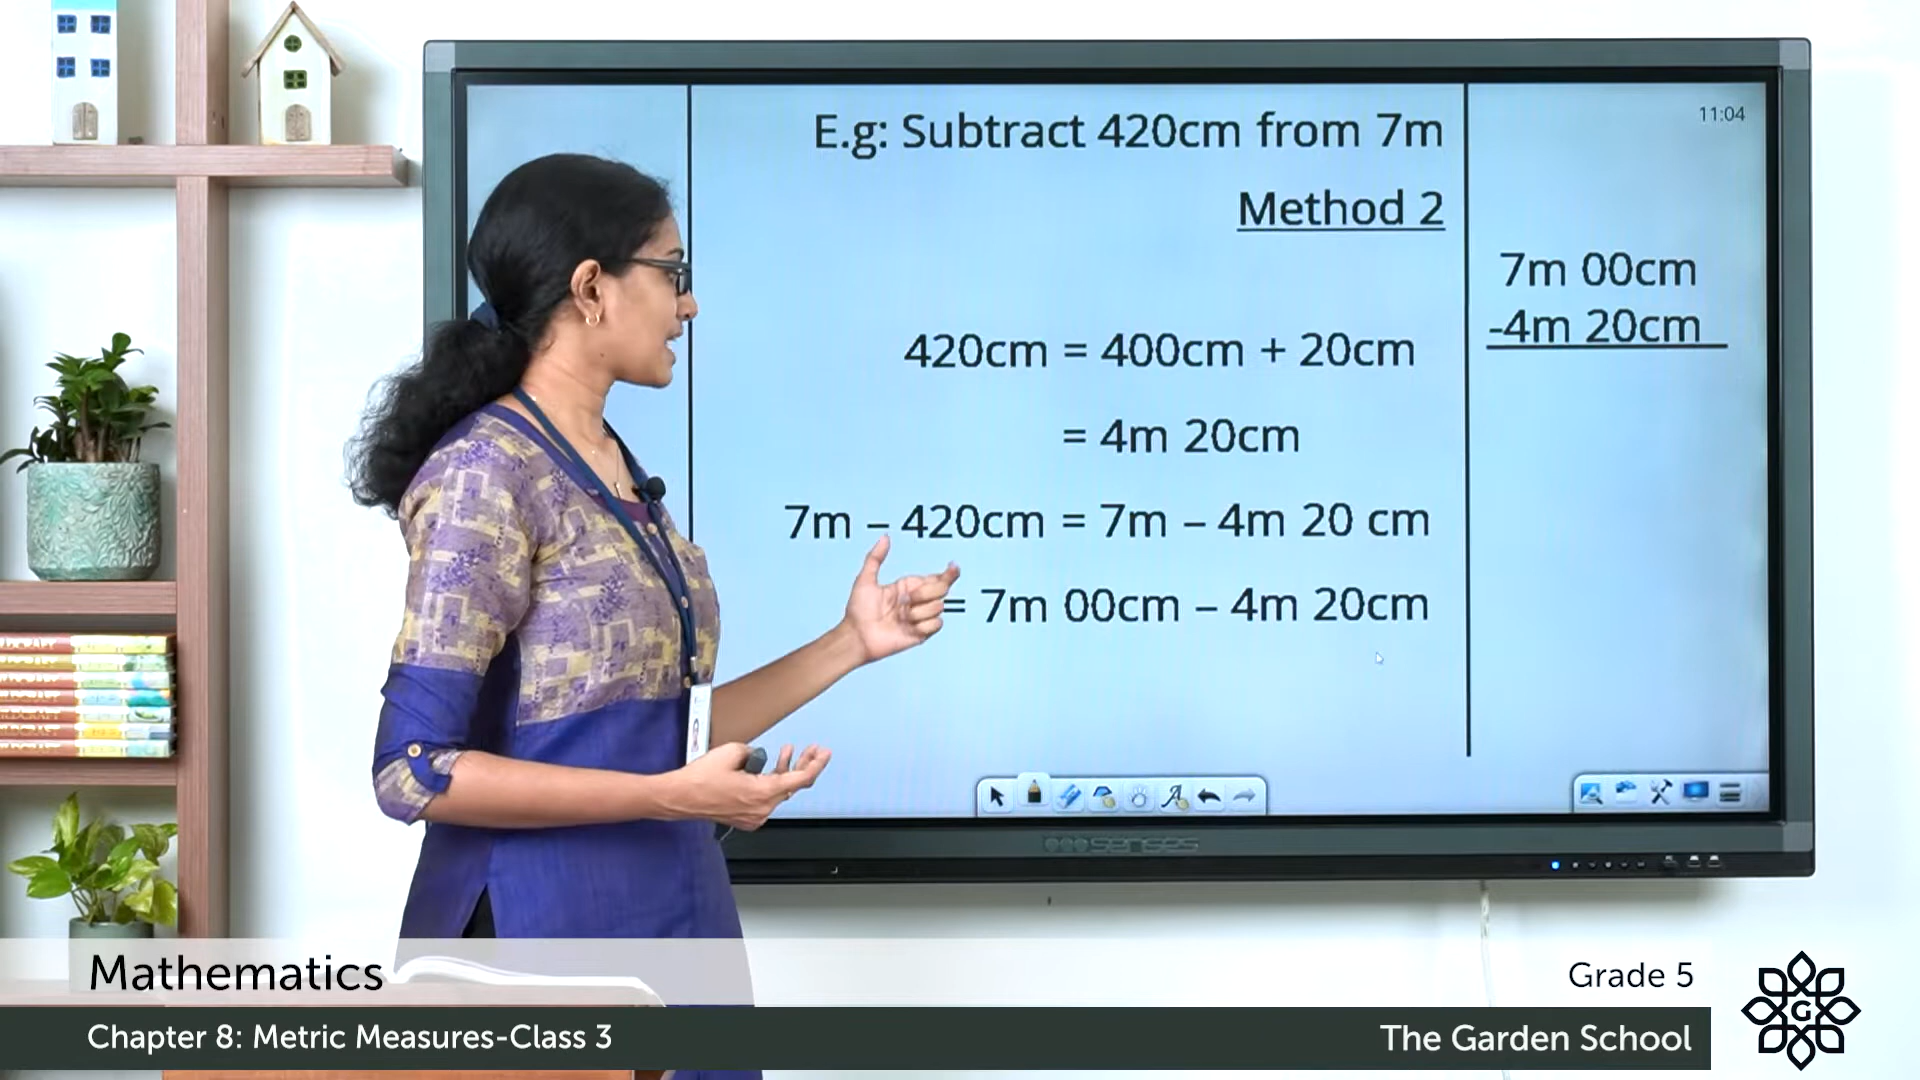 E.g: Subtract 420cm from 7m
11:04
Method 2
420cm = 400cm + 20cm
= 4m 20cm
7m – 420cm = 7m – 4m 20 cm
= 7m 00cm – 4m 20cm
7m 00cm
-4m 20cm
senses
Mathematics
Grade 5
Chapter 8: Metric Measures-Class 3
The Garden School
G